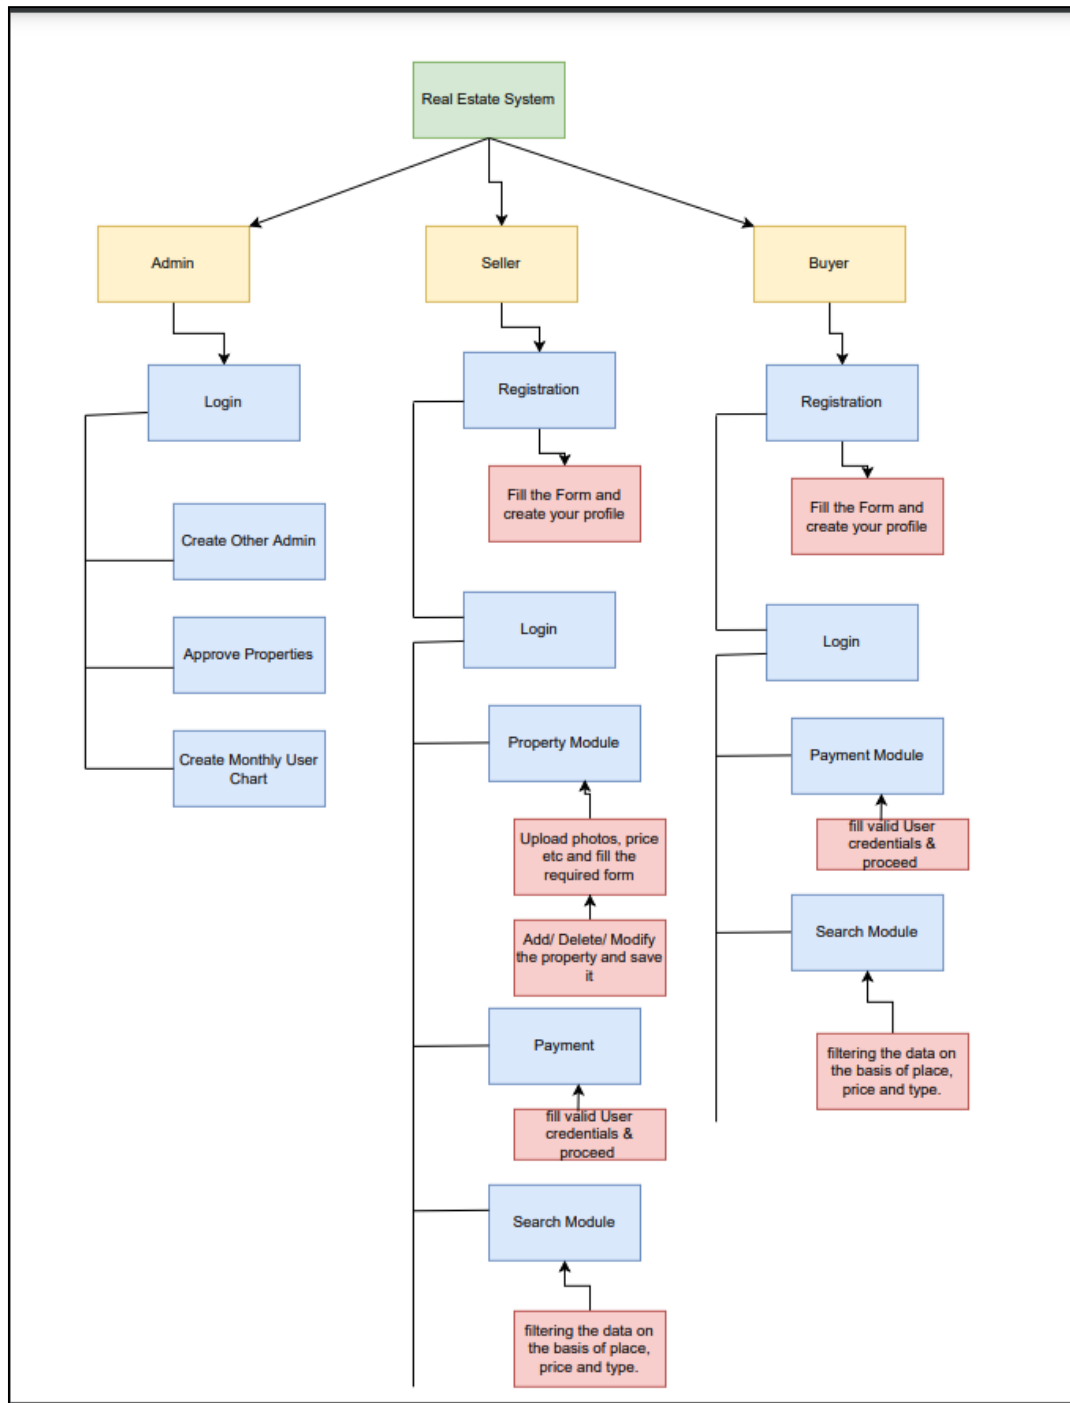 Real Estate System
Admin
Seller
Buyer
Login
Create Other Admin
Approve Properties
Create Monthly User
Chart
Registration
Fill the Form and
create your profile
Login
Property Module
Upload photos, price
etc and fill the
required form
Add/ Delete/ Modify
the property and save
it
Payment
fill valid User
credentials &
proceed
Search Module
filtering the data on
the basis of place,
price and type.
Registration
Fill the Form and
create your profile
Login
Payment Module
fill valid User
credentials &
proceed
Search Module
filtering the data on
the basis of place,
price and type.